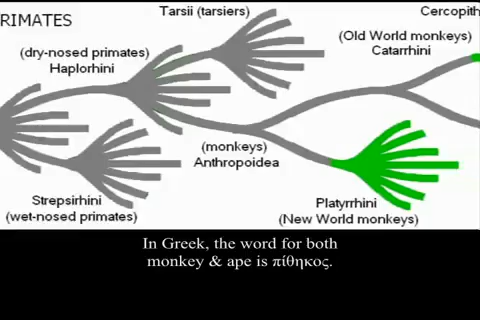 Tarsii (tarsiers)
Cercopith
RIMATES
(Old World monkeys)
Catarrhini
(dry-nosed primates)
Haplorhini
(monkeys)
Anthropoidea
Strepsirhini
(wet-nosed primates)
Platyrrhini
(New World monkeys)
In Greek, the word for both
monkey & ape is πίθηκος.